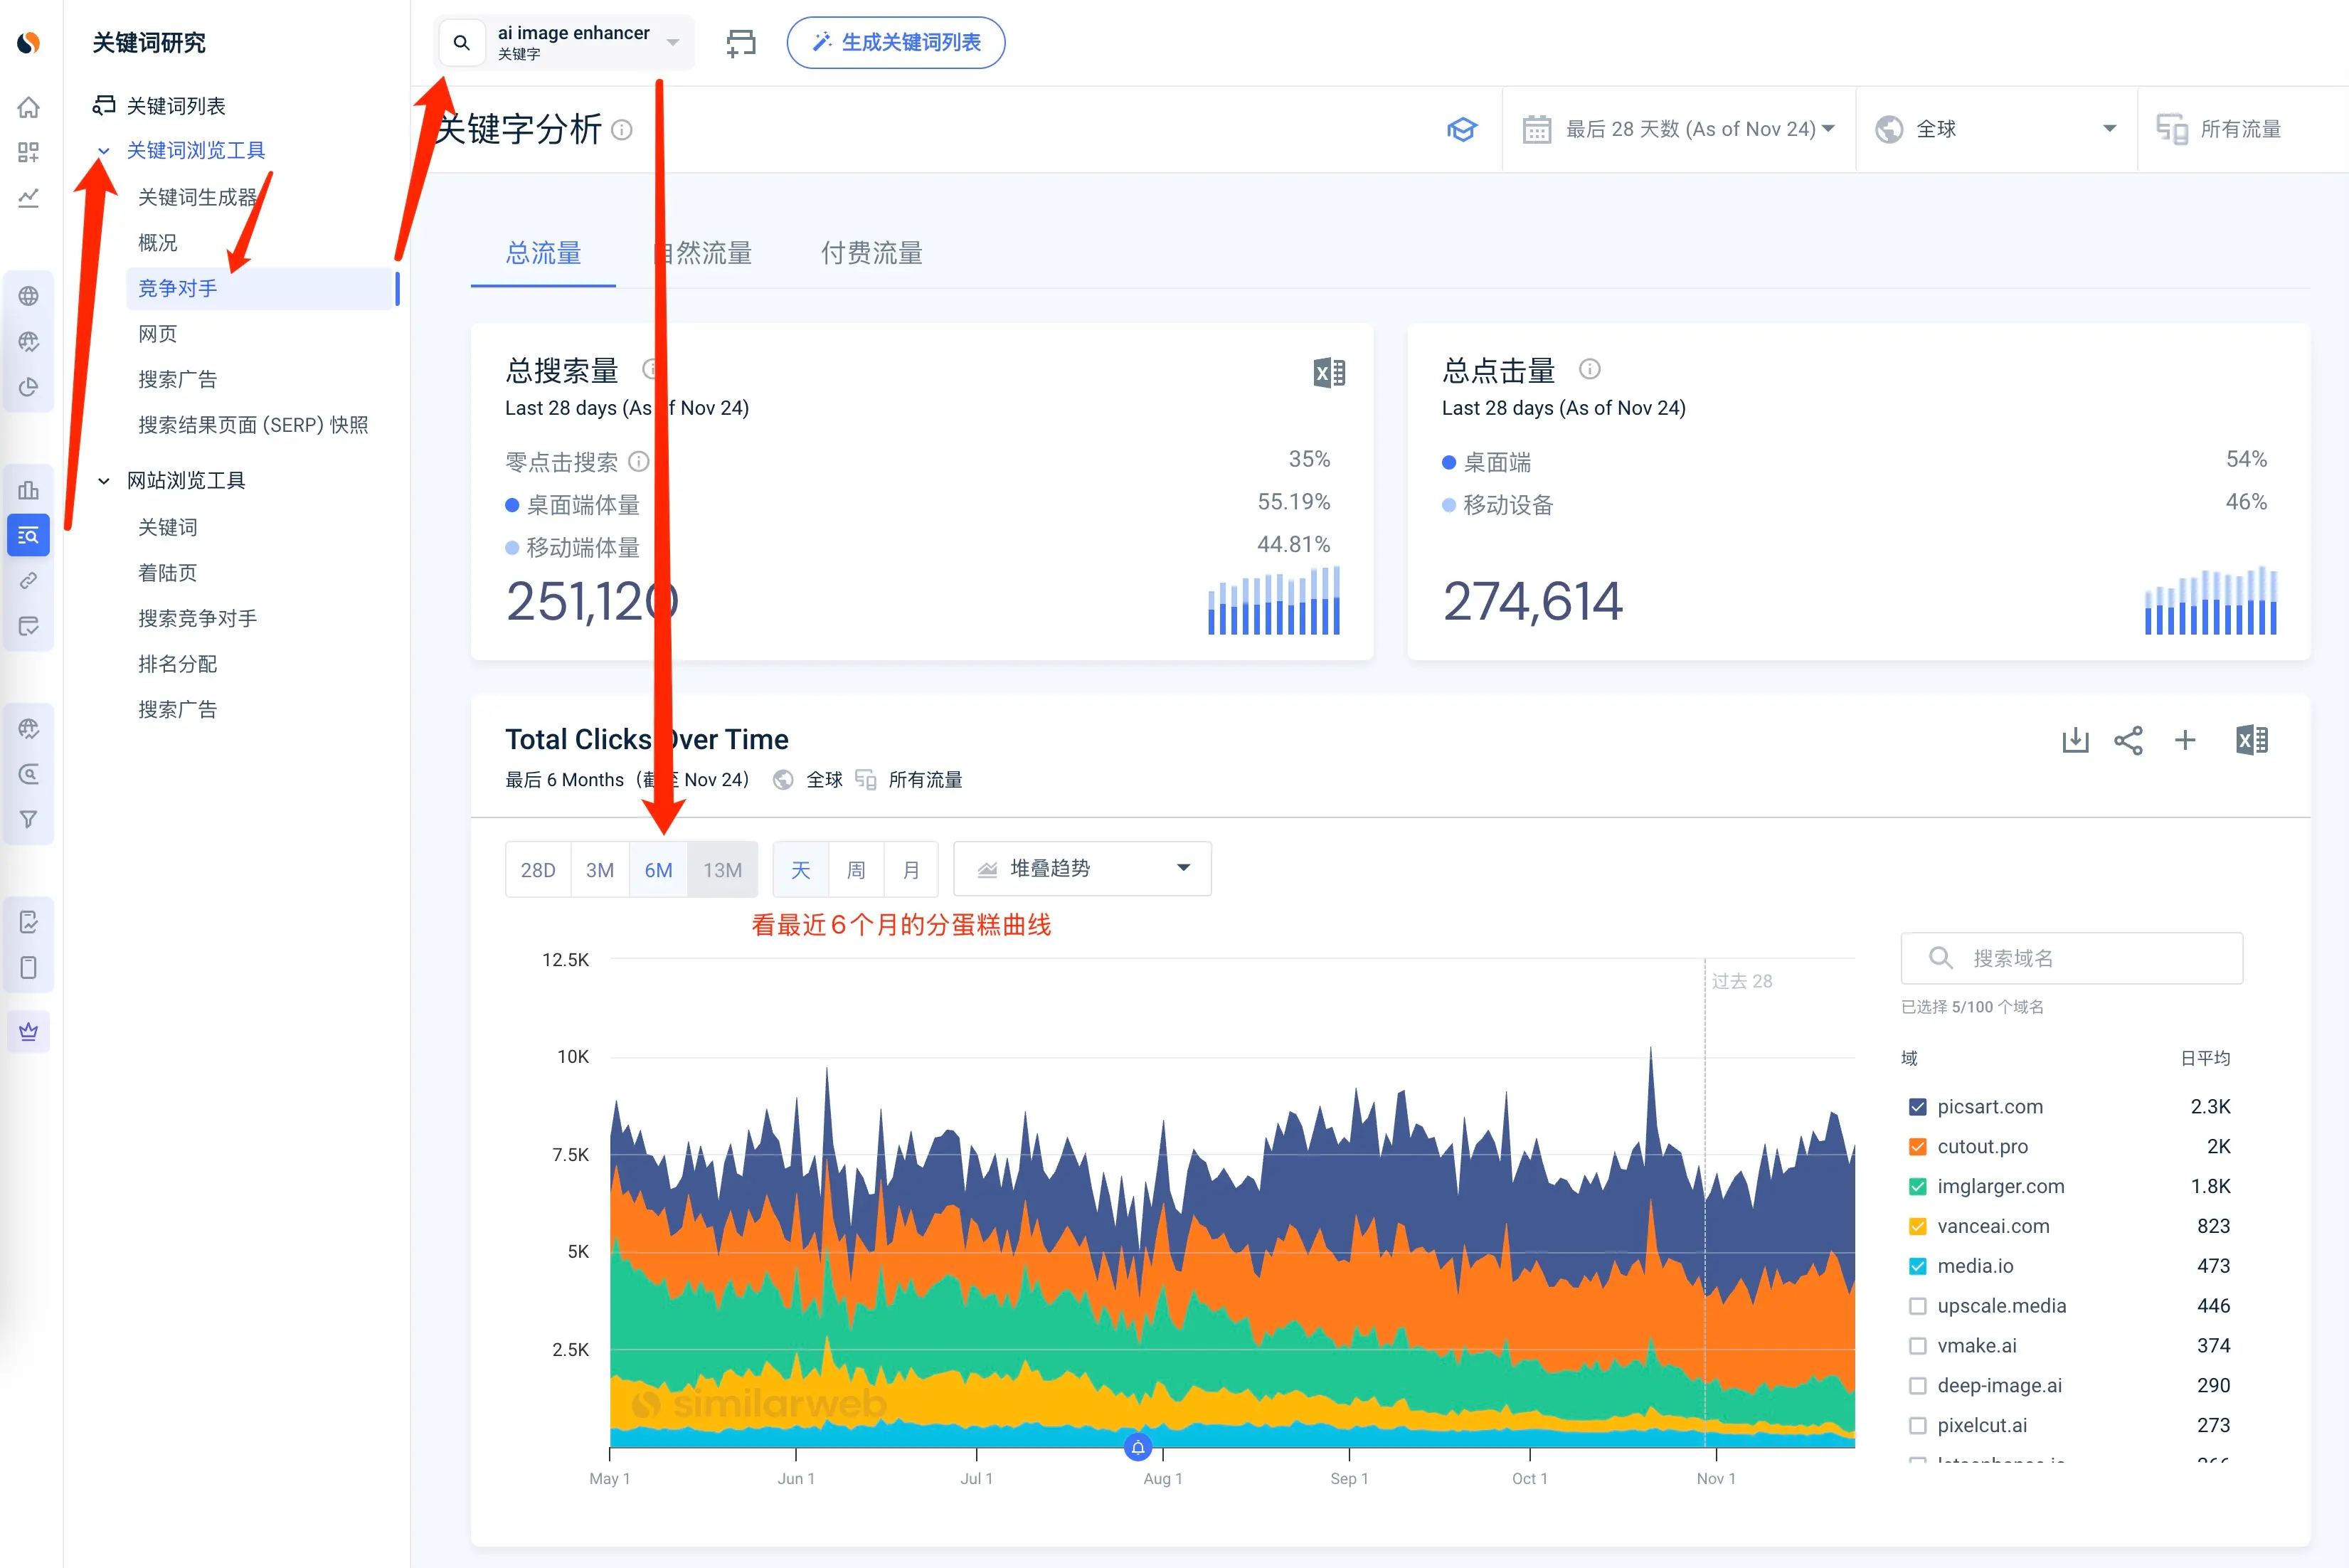 关键词研究
关键词列表
关键词浏览工具
关键词生成器
概况
竞争对手
网页
搜索广告
搜索结果页面 (SERP) 快照
网站浏览工具
关键词
着陆页
搜索竞争对手
排名分配
搜索广告
ai image enhancer
关键字
生成关键词列表
关键字分析
最后 28 天数 (As of Nov 24)
全球
所有流量
总流量
自然流量
付费流量
总搜索量
Last 28 days (As of Nov 24)
零点击搜索
35%
桌面端体量
55.19%
移动端体量
44.81%
251,120
总点击量
Last 28 days (As of Nov 24)
桌面端
54%
移动设备
46%
274,614
Total Clicks Over Time
最后 6 Months（截至 Nov 24）
全球
所有流量
28D
3M
6M
13M
天
周
月
堆叠趋势
看最近6个月的分蛋糕曲线
12.5K
10K
7.5K
5K
2.5K
过去 28
similarweb
May 1
Jun 1
Jul 1
Aug 1
Sep 1
Oct 1
Nov 1
搜索域名
已选择 5/100 个域名
域 日平均
picsart.com 2.3K
cutout.pro 2K
imglarger.com 1.8K
vanceai.com 823
media.io 473
upscale.media 446
vmake.ai 374
deep-image.ai 290
pixelcut.ai 273